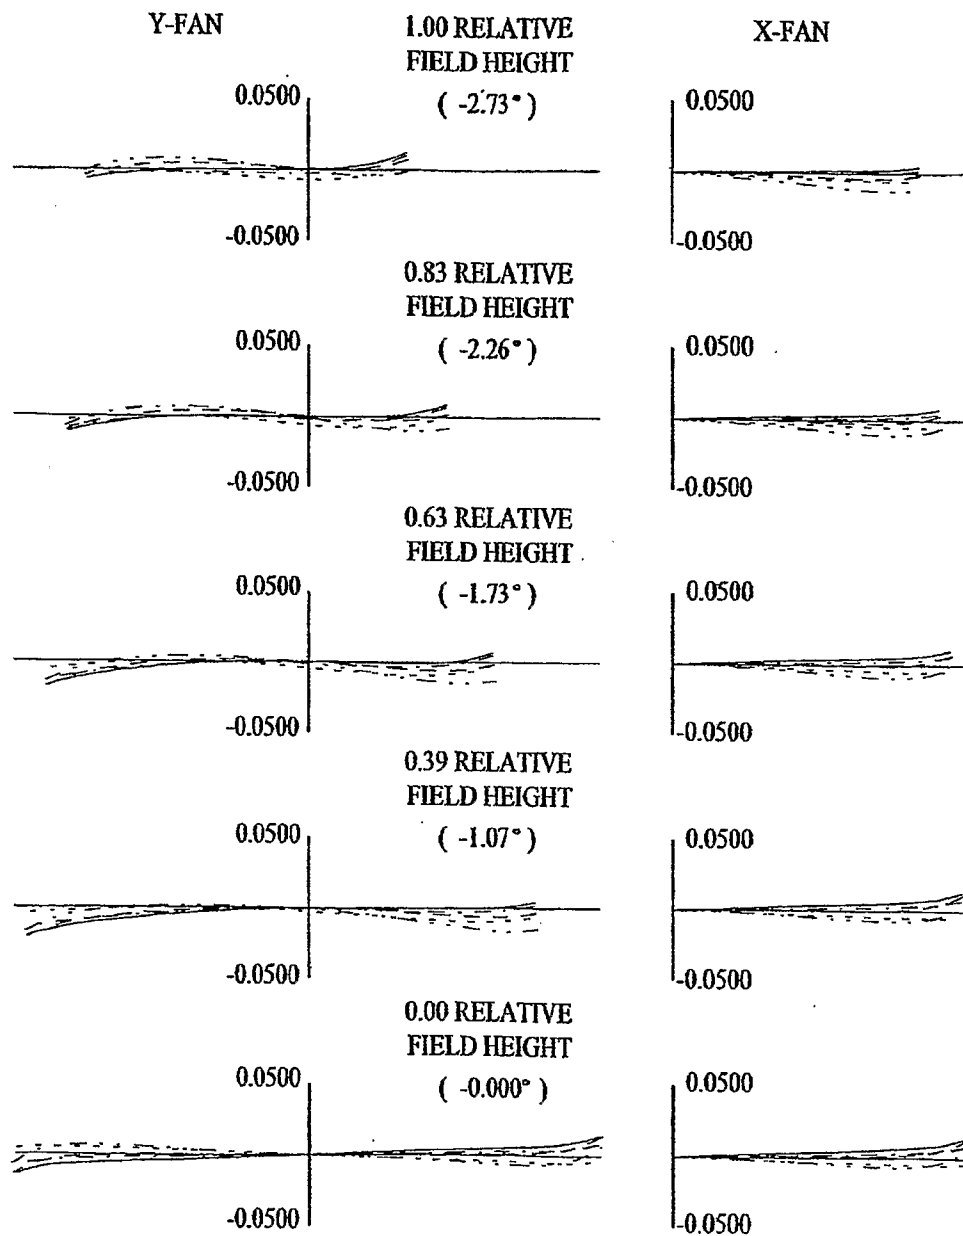 Y-FAN
1.00 RELATIVE
FIELD HEIGHT
( -2.73° )
X-FAN
0.0500
0.0500
-0.0500
-0.0500
0.83 RELATIVE
FIELD HEIGHT
( -2.26° )
0.0500
0.0500
-0.0500
-0.0500
0.63 RELATIVE
FIELD HEIGHT
( -1.73° )
0.0500
0.0500
-0.0500
-0.0500
0.39 RELATIVE
FIELD HEIGHT
( -1.07° )
0.0500
0.0500
-0.0500
-0.0500
0.00 RELATIVE
FIELD HEIGHT
( -0.000° )
0.0500
0.0500
-0.0500
-0.0500